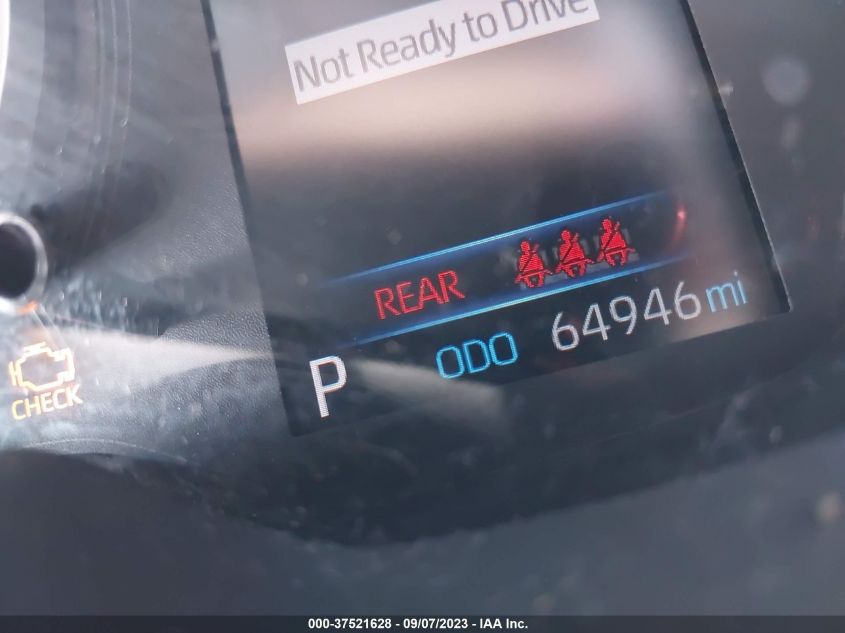 Not Ready to Drive
REAR
P ODO 64946 mi
CHECK
000-37521628 - 09/07/2023 - IAA Inc.